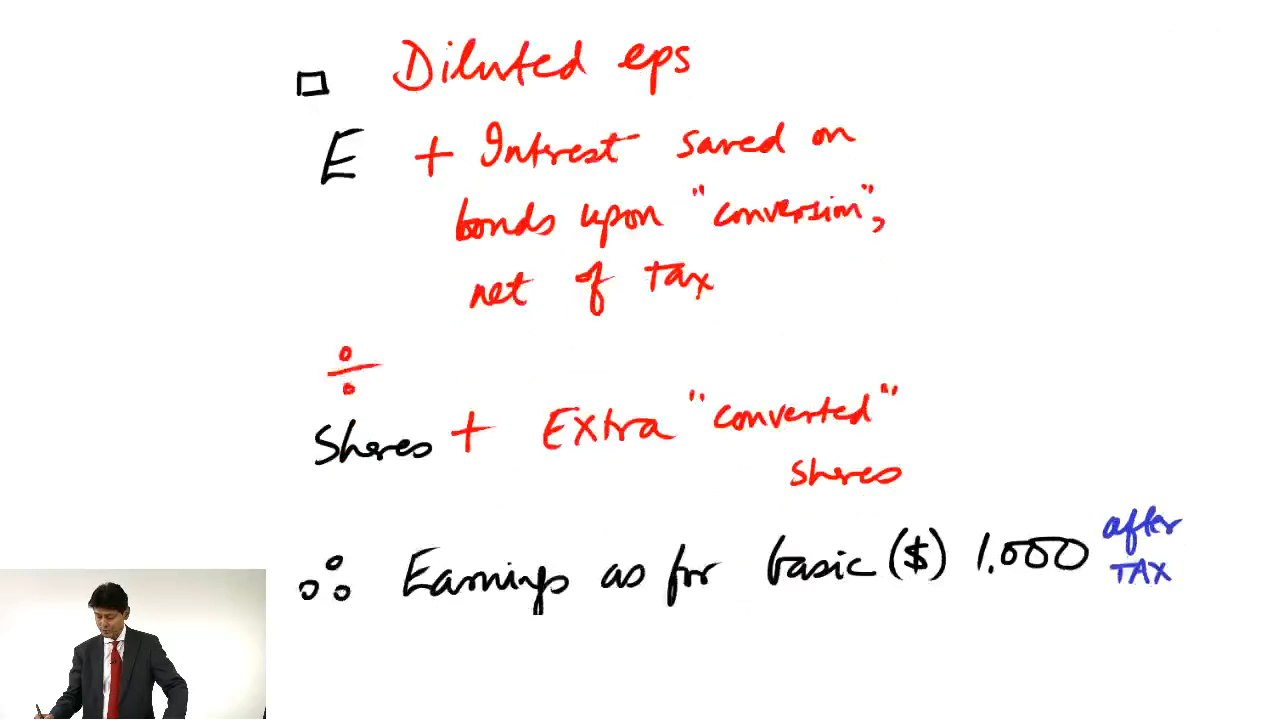 Diluted eps
E + Interest saved on
bonds upon "conversion",
net of tax
÷
Shares + Extra "converted"
shares
∴ Earnings as for basic ($) 1.000 after
TAX